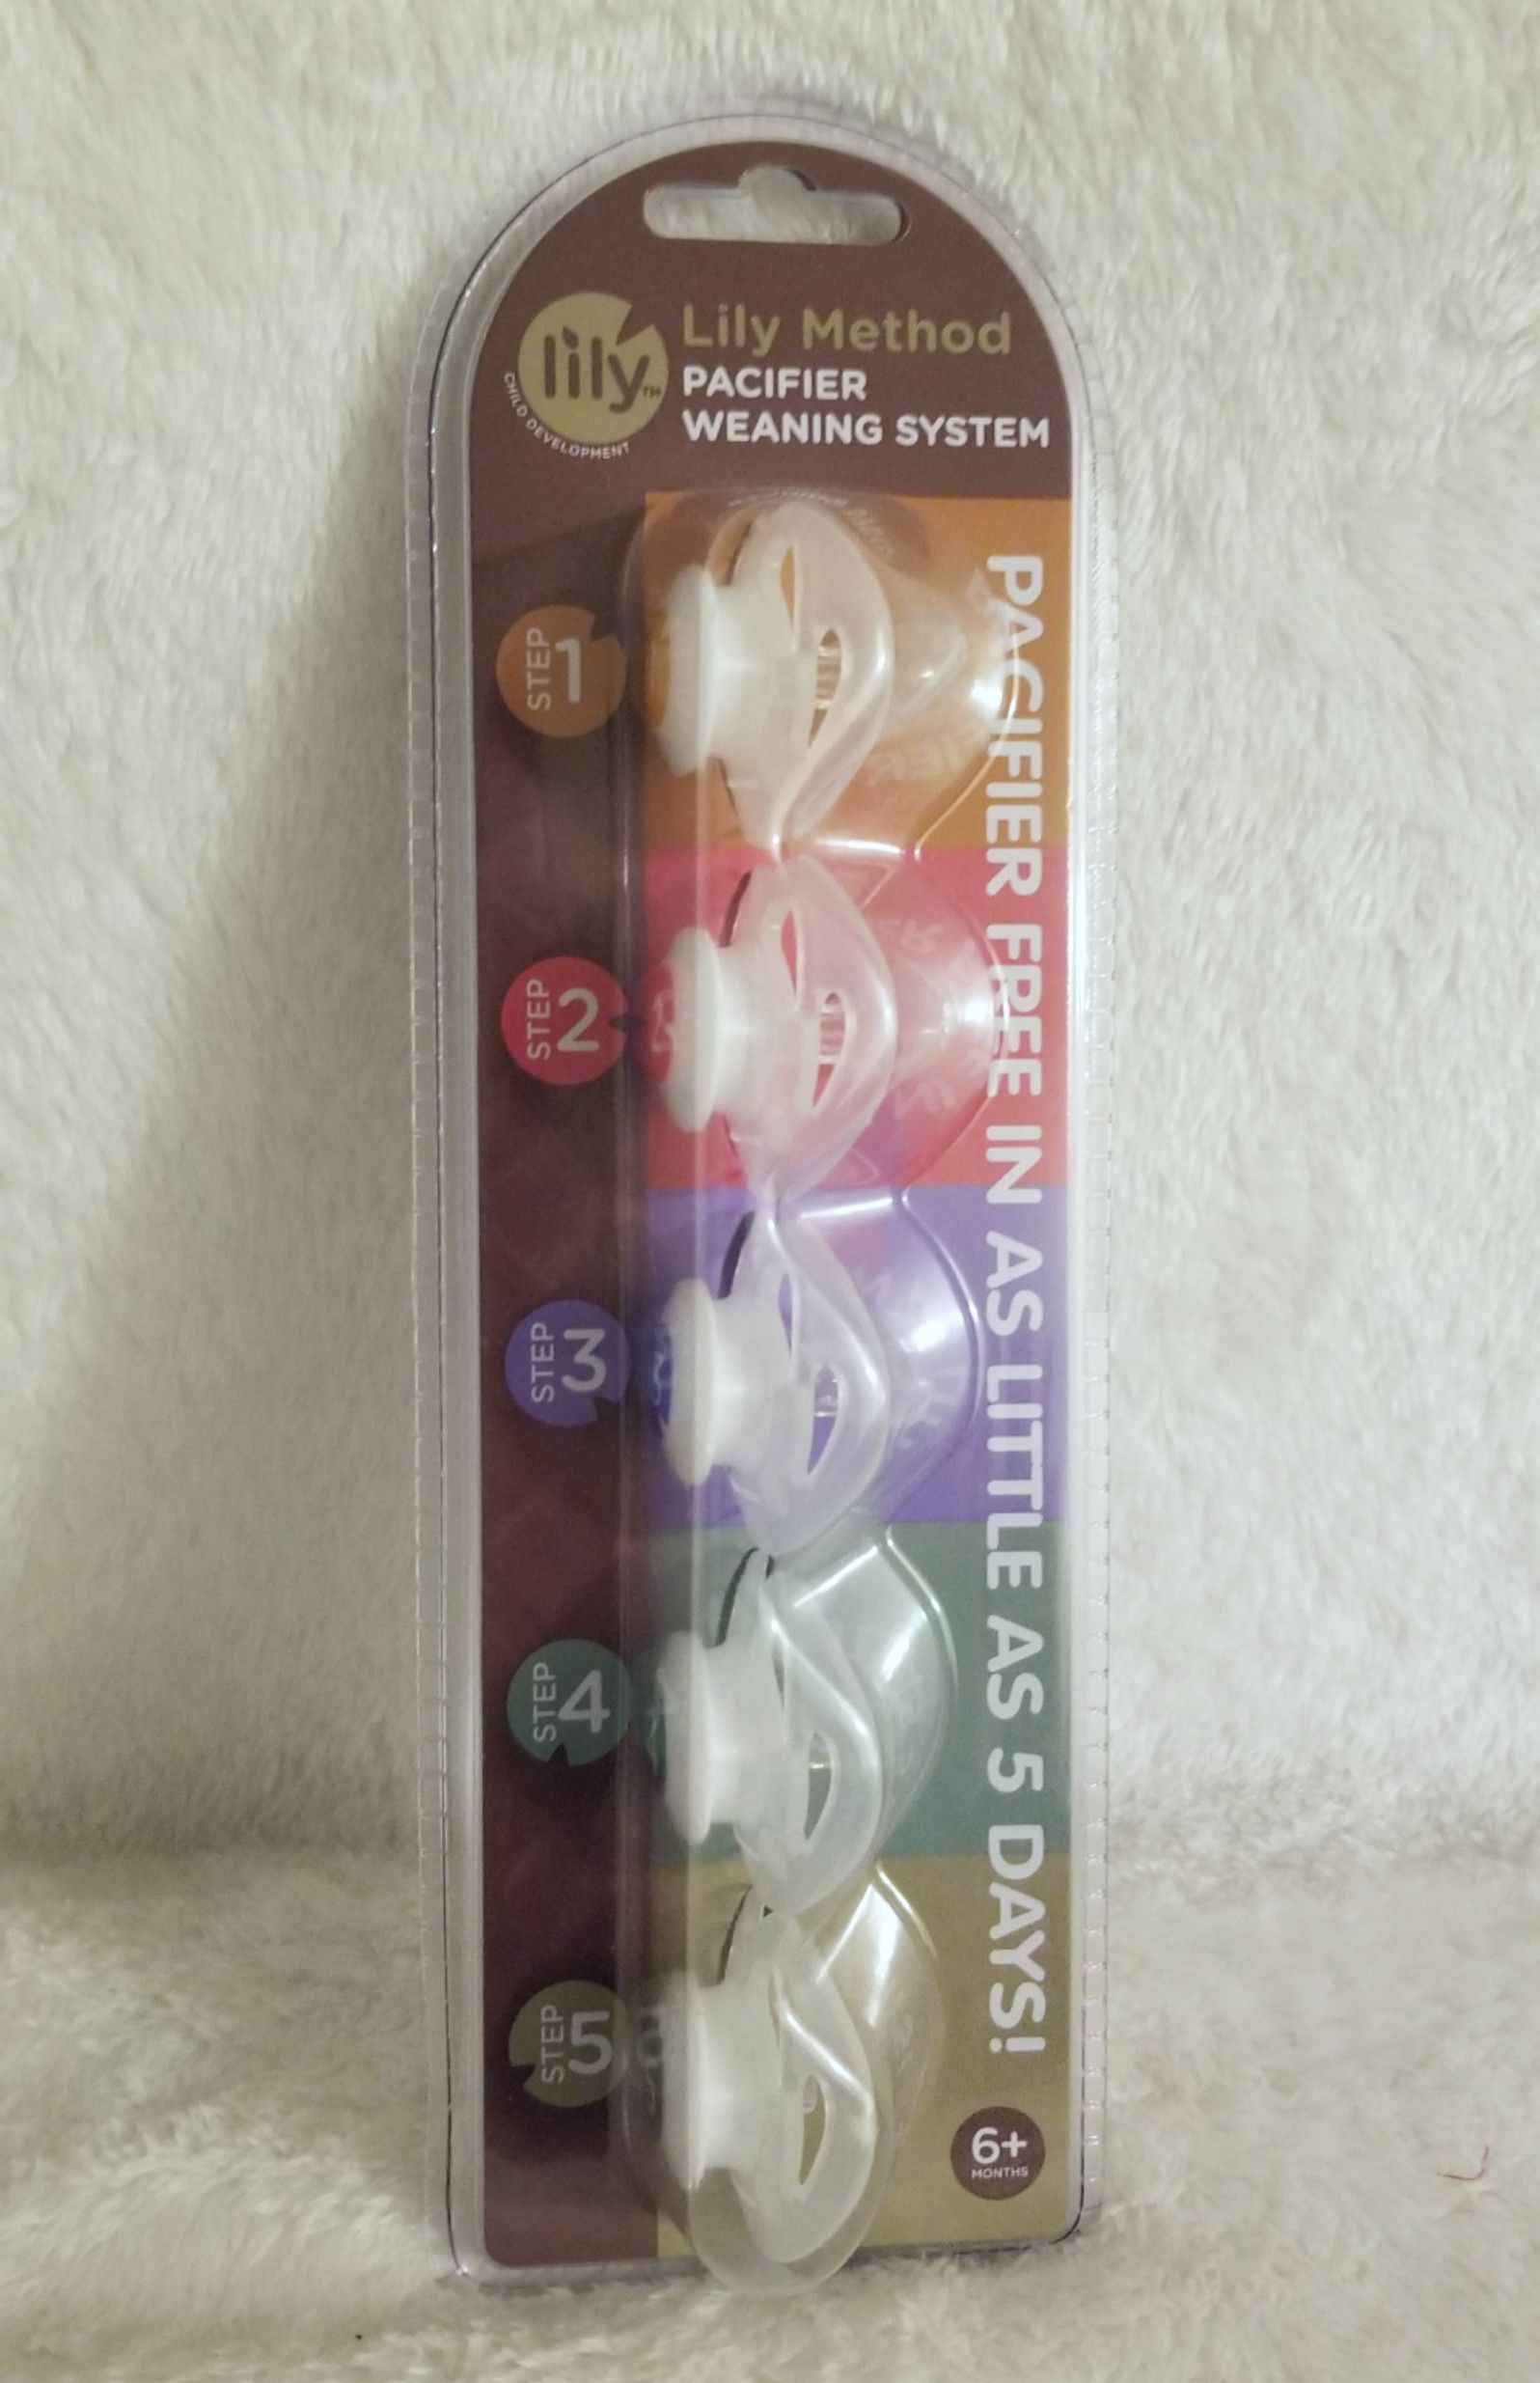 lily™
CHILD DEVELOPMENT
Lily Method
PACIFIER
WEANING SYSTEM
STEP
1
STEP
2
STEP
3
STEP
4
STEP
5
PACIFIER FREE IN AS LITTLE AS 5 DAYS!
6+
MONTHS